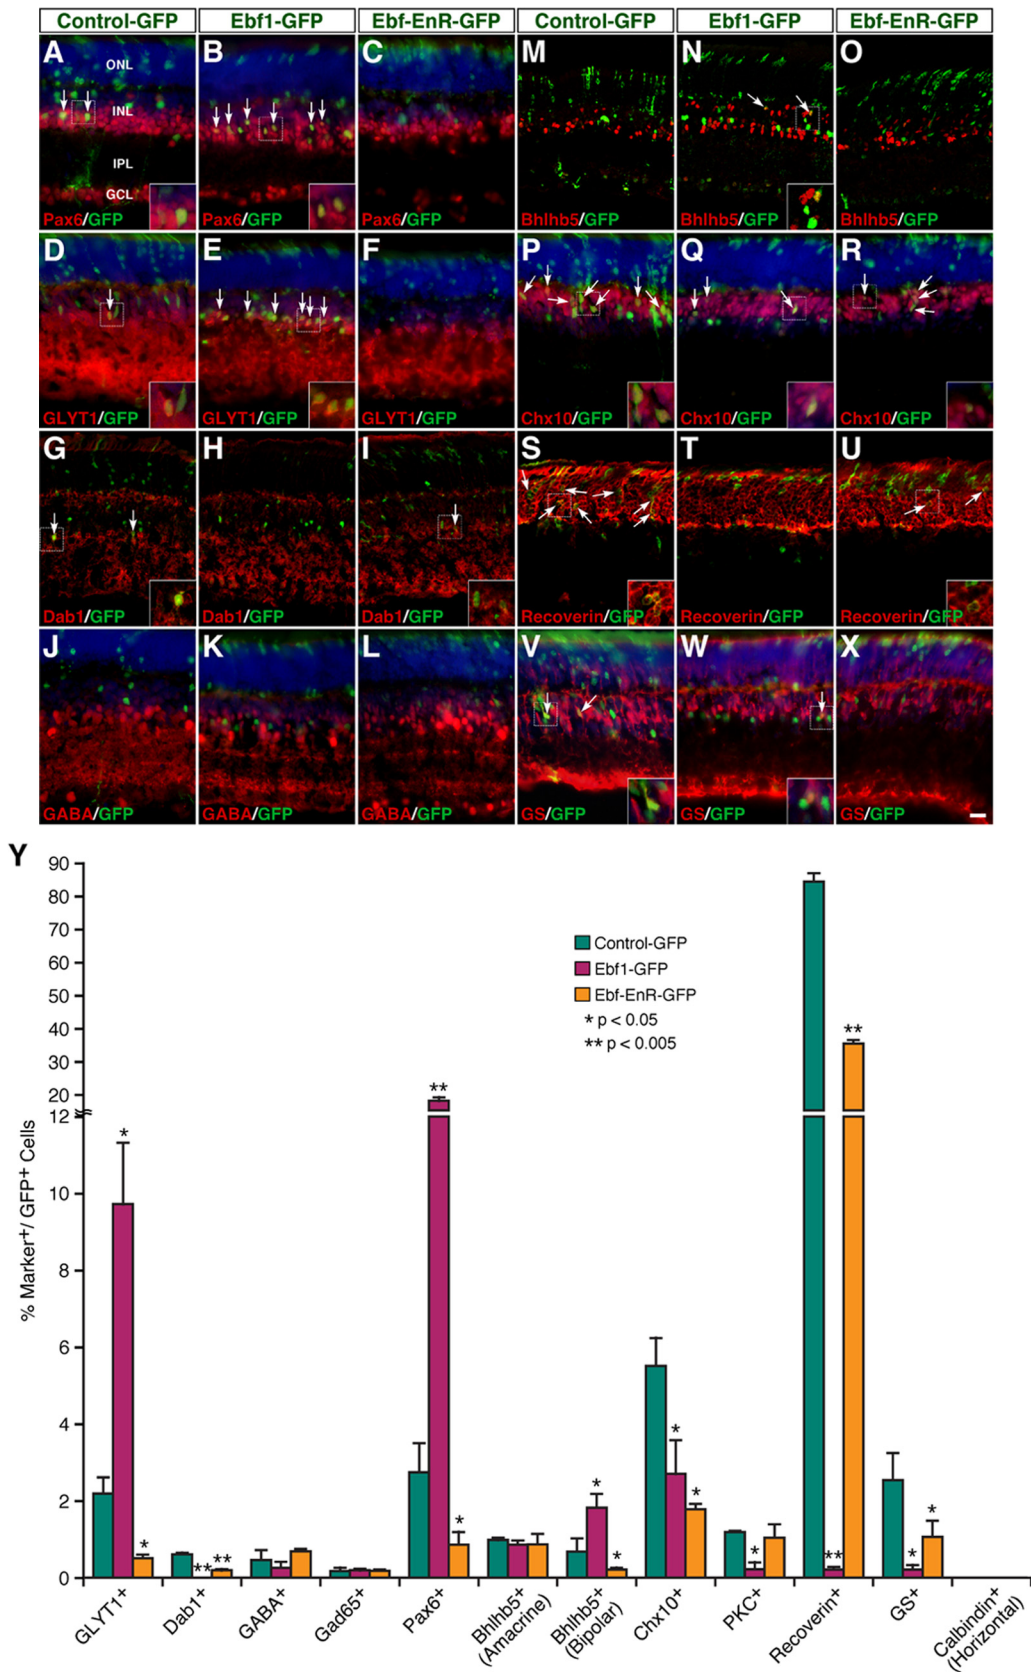 Control-GFP Ebf1-GFP Ebf-EnR-GFP Control-GFP Ebf1-GFP Ebf-EnR-GFP
A B C M N O
ONL
INL
IPL
GCL
Pax6/GFP Pax6/GFP Pax6/GFP Bhlhb5/GFP Bhlhb5/GFP Bhlhb5/GFP
D E F P Q R
GLYT1/GFP GLYT1/GFP GLYT1/GFP Chx10/GFP Chx10/GFP Chx10/GFP
G H I S T U
Dab1/GFP Dab1/GFP Dab1/GFP Recoverin/GFP Recoverin/GFP Recoverin/GFP
J K L V W X
GABA/GFP GABA/GFP GABA/GFP GS/GFP GS/GFP GS/GFP
Y
% Marker+/ GFP+ Cells
90
80
70
60
50
40
30
20
12
10
8
6
4
2
0
Control-GFP
Ebf1-GFP
Ebf-EnR-GFP
* p < 0.05
** p < 0.005
* * ** ** ** * * * * * * ** ** * *
GLYT1+
Dab1+
GABA+
Gad65+
Pax6+
Bhlhb5+
(Amacrine)
Bhlhb5+
(Bipolar)
Chx10+
PKC+
Recoverin+
GS+
Calbindin+
(Horizontal)